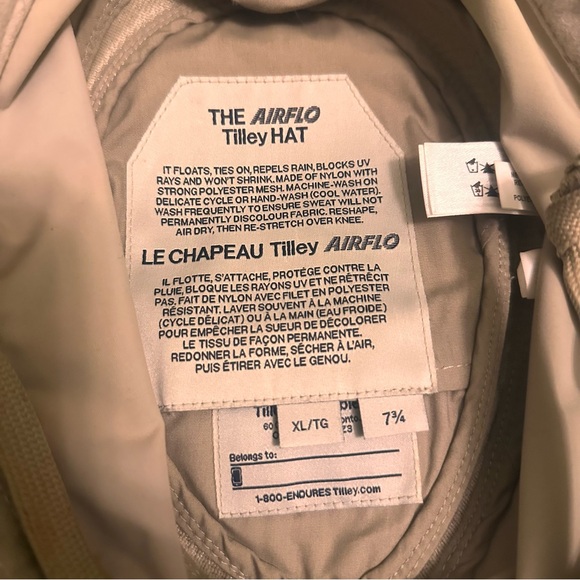 THE AIRFLO
Tilley HAT
IT FLOATS, TIES ON, REPELS RAIN, BLOCKS UV
RAYS AND WON'T SHRINK. MADE OF NYLON WITH
STRONG POLYESTER MESH. MACHINE-WASH ON
DELICATE CYCLE OR HAND-WASH (COOL WATER).
WASH FREQUENTLY TO ENSURE SWEAT WILL NOT
PERMANENTLY DISCOLOUR FABRIC. RESHAPE,
AIR DRY, THEN RE-STRETCH OVER KNEE.
LE CHAPEAU Tilley AIRFLO
IL FLOTTE, S'ATTACHE, PROTÈGE CONTRE LA
PLUIE, BLOQUE LES RAYONS UV ET NE RÉTRÉCIT
PAS. FAIT DE NYLON AVEC FILET EN POLYESTER
RÉSISTANT. LAVER SOUVENT À LA MACHINE
(CYCLE DÉLICAT) OU À LA MAIN (EAU FROIDE)
POUR EMPÊCHER LA SUEUR DE DÉCOLORER
LE TISSU DE FAÇON PERMANENTE.
REDONNER LA FORME, SÉCHER À L'AIR,
PUIS ÉTIRER AVEC LE GENOU.
XL/TG
7¾
Belongs to:
1-800-ENDURES Tilley.com